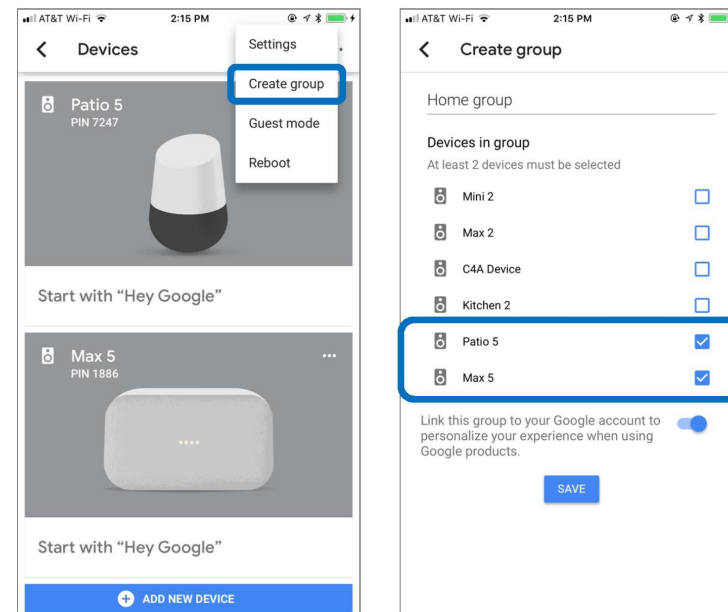 AT&T Wi-Fi 2:15 PM
Devices
Settings
Create group
Guest mode
Reboot
Patio 5
PIN 7247
Start with “Hey Google”
Max 5
PIN 1886
Start with “Hey Google”
ADD NEW DEVICE
AT&T Wi-Fi 2:15 PM
Create group
Home group
Devices in group
At least 2 devices must be selected
Mini 2
Max 2
C4A Device
Kitchen 2
Patio 5
Max 5
Link this group to your Google account to
personalize your experience when using
Google products.
SAVE